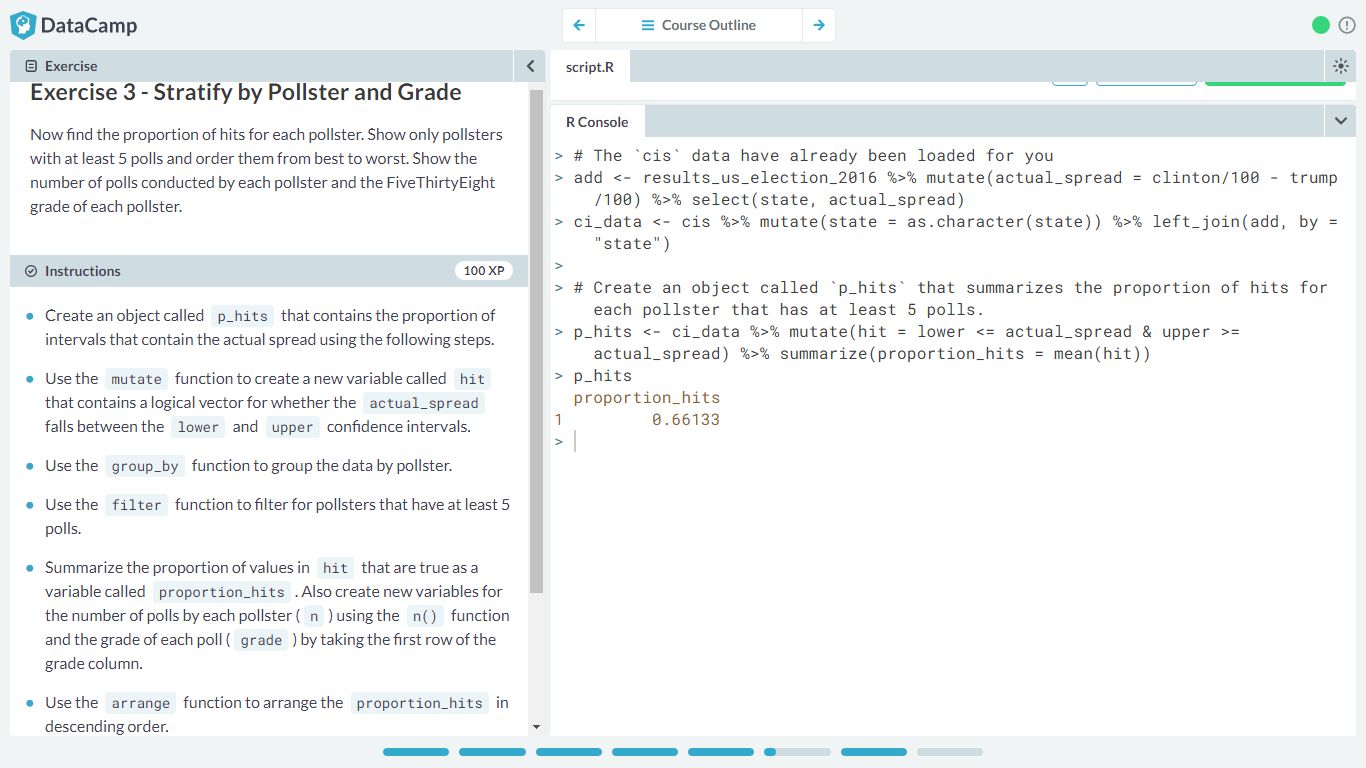 DataCamp
Course Outline
Exercise
Exercise 3 - Stratify by Pollster and Grade
Now find the proportion of hits for each pollster. Show only pollsters
with at least 5 polls and order them from best to worst. Show the
number of polls conducted by each pollster and the FiveThirtyEight
grade of each pollster.
Instructions
100 XP
Create an object called p_hits that contains the proportion of
intervals that contain the actual spread using the following steps.
Use the mutate function to create a new variable called hit
that contains a logical vector for whether the actual_spread
falls between the lower and upper confidence intervals.
Use the group_by function to group the data by pollster.
Use the filter function to filter for pollsters that have at least 5
polls.
Summarize the proportion of values in hit that are true as a
variable called proportion_hits . Also create new variables for
the number of polls by each pollster ( n ) using the n() function
and the grade of each poll ( grade ) by taking the first row of the
grade column.
Use the arrange function to arrange the proportion_hits in
descending order.
script.R
R Console
> # The `cis` data have already been loaded for you
> add <- results_us_election_2016 %>% mutate(actual_spread = clinton/100 - trump
/100) %>% select(state, actual_spread)
> ci_data <- cis %>% mutate(state = as.character(state)) %>% left_join(add, by =
"state")
>
> # Create an object called `p_hits` that summarizes the proportion of hits for
each pollster that has at least 5 polls.
> p_hits <- ci_data %>% mutate(hit = lower <= actual_spread & upper >=
actual_spread) %>% summarize(proportion_hits = mean(hit))
> p_hits
proportion_hits
1 0.66133
>